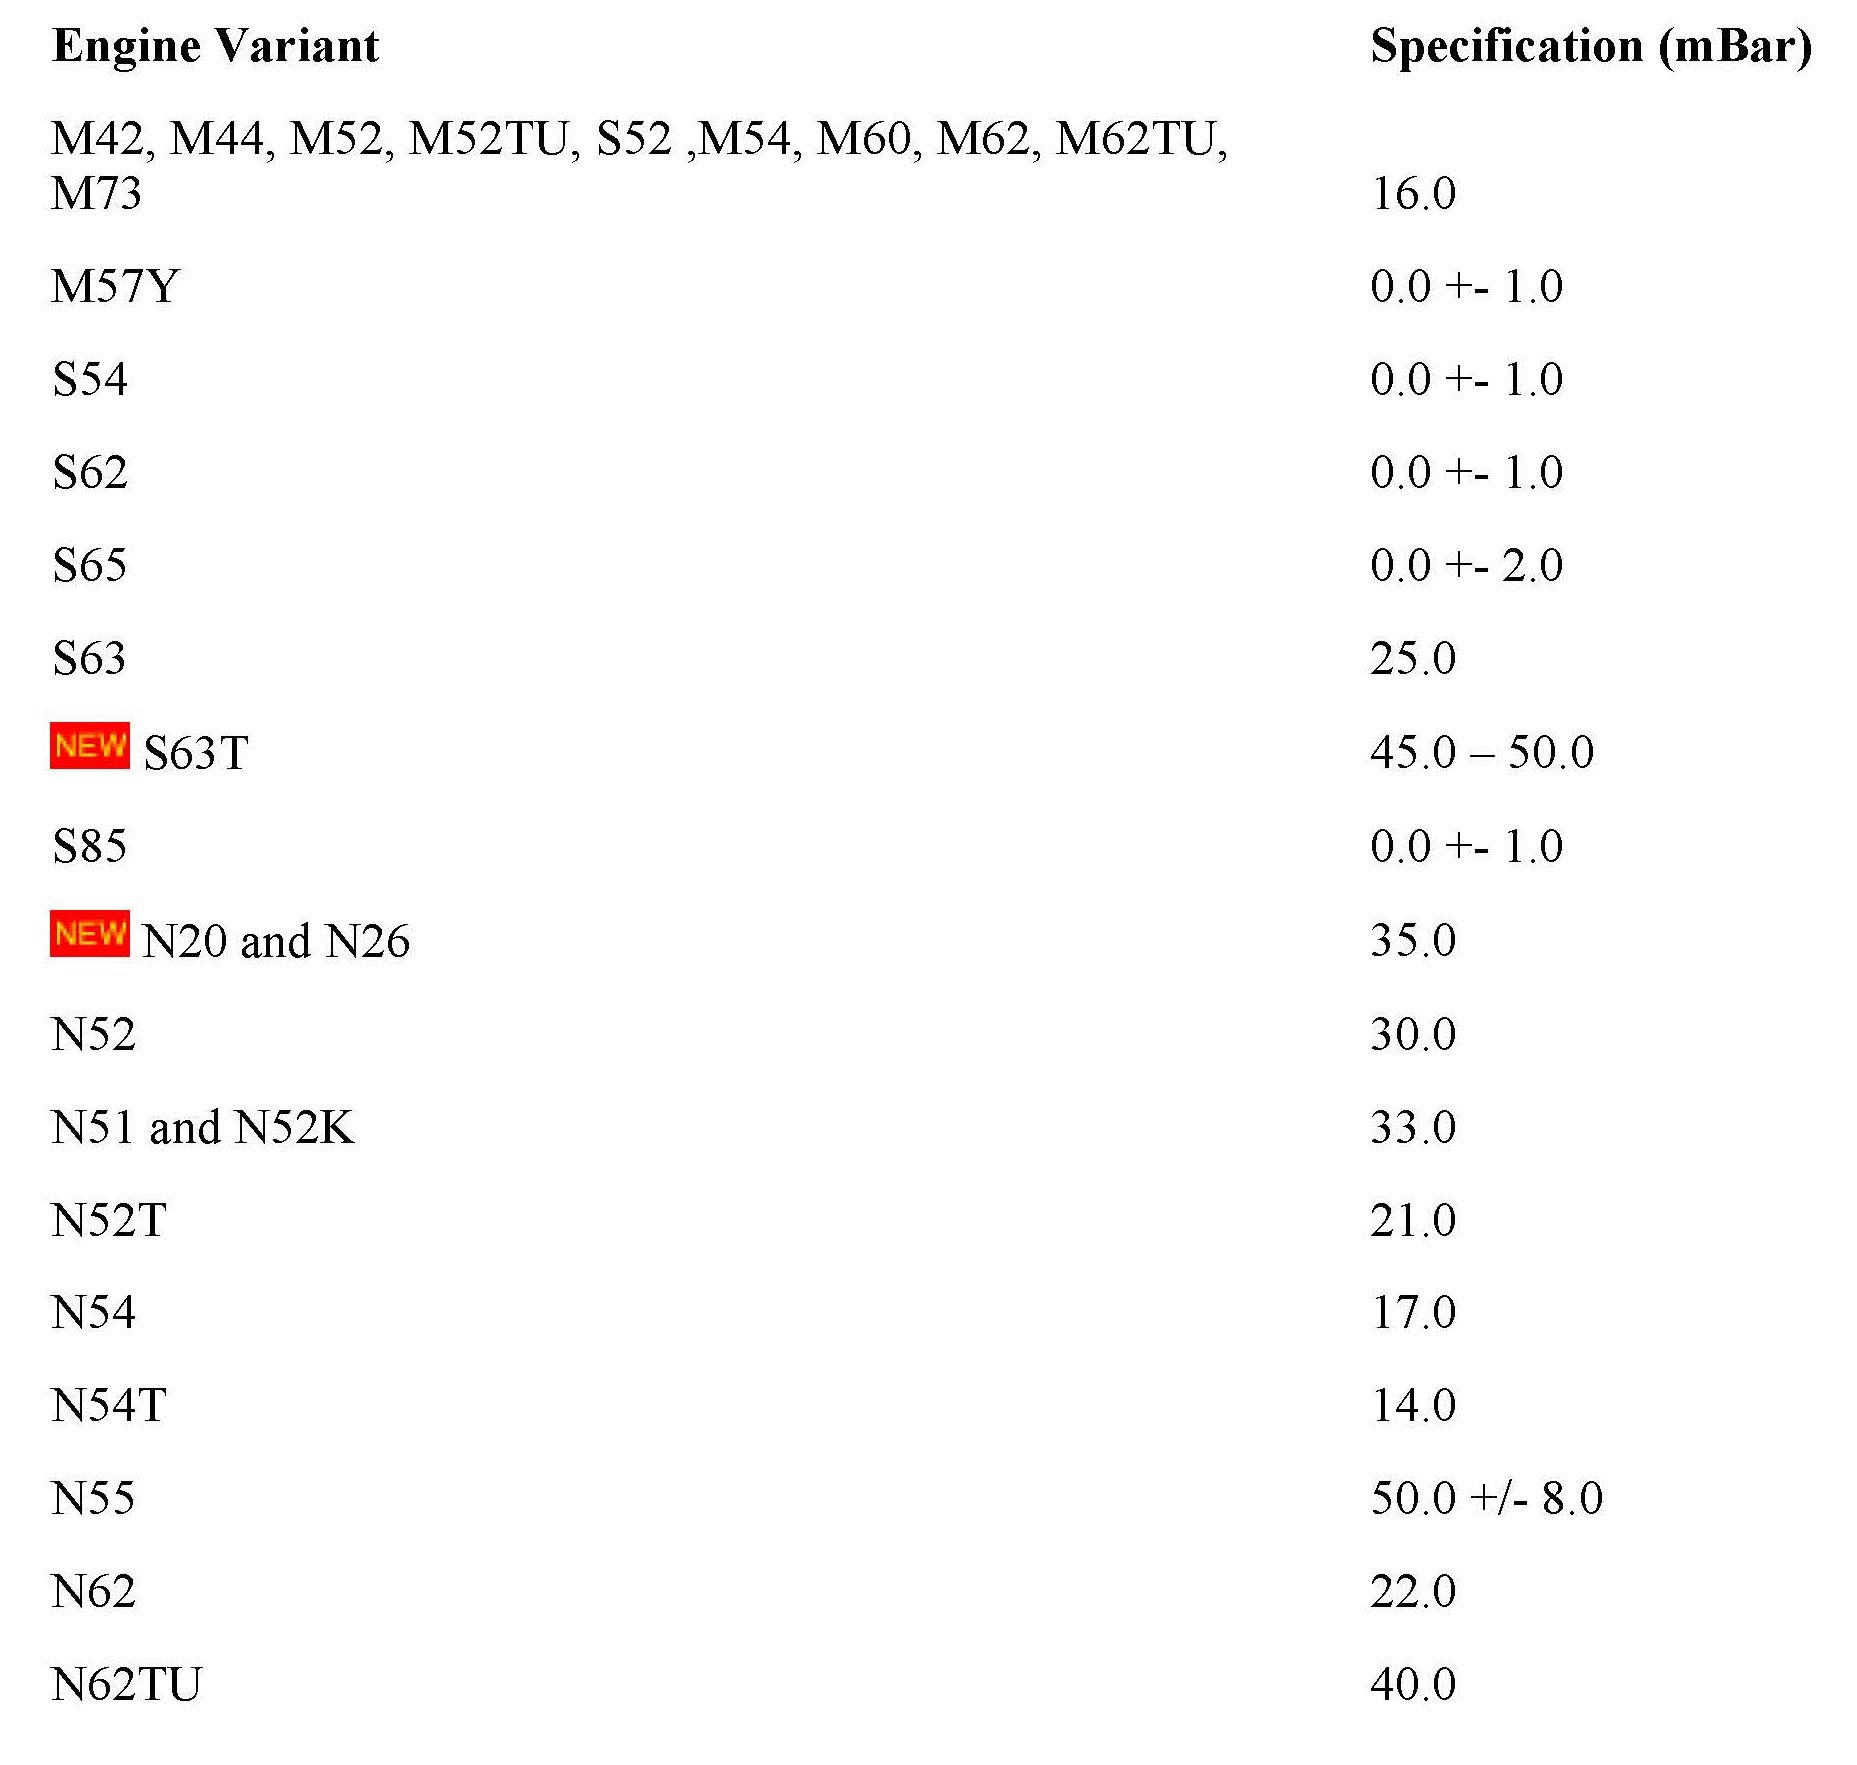 Engine Variant Specification (mBar)
M42, M44, M52, M52TU, S52 ,M54, M60, M62, M62TU,
M73 16.0
M57Y 0.0 +- 1.0
S54 0.0 +- 1.0
S62 0.0 +- 1.0
S65 0.0 +- 2.0
S63 25.0
NEW S63T 45.0 – 50.0
S85 0.0 +- 1.0
NEW N20 and N26 35.0
N52 30.0
N51 and N52K 33.0
N52T 21.0
N54 17.0
N54T 14.0
N55 50.0 +/- 8.0
N62 22.0
N62TU 40.0